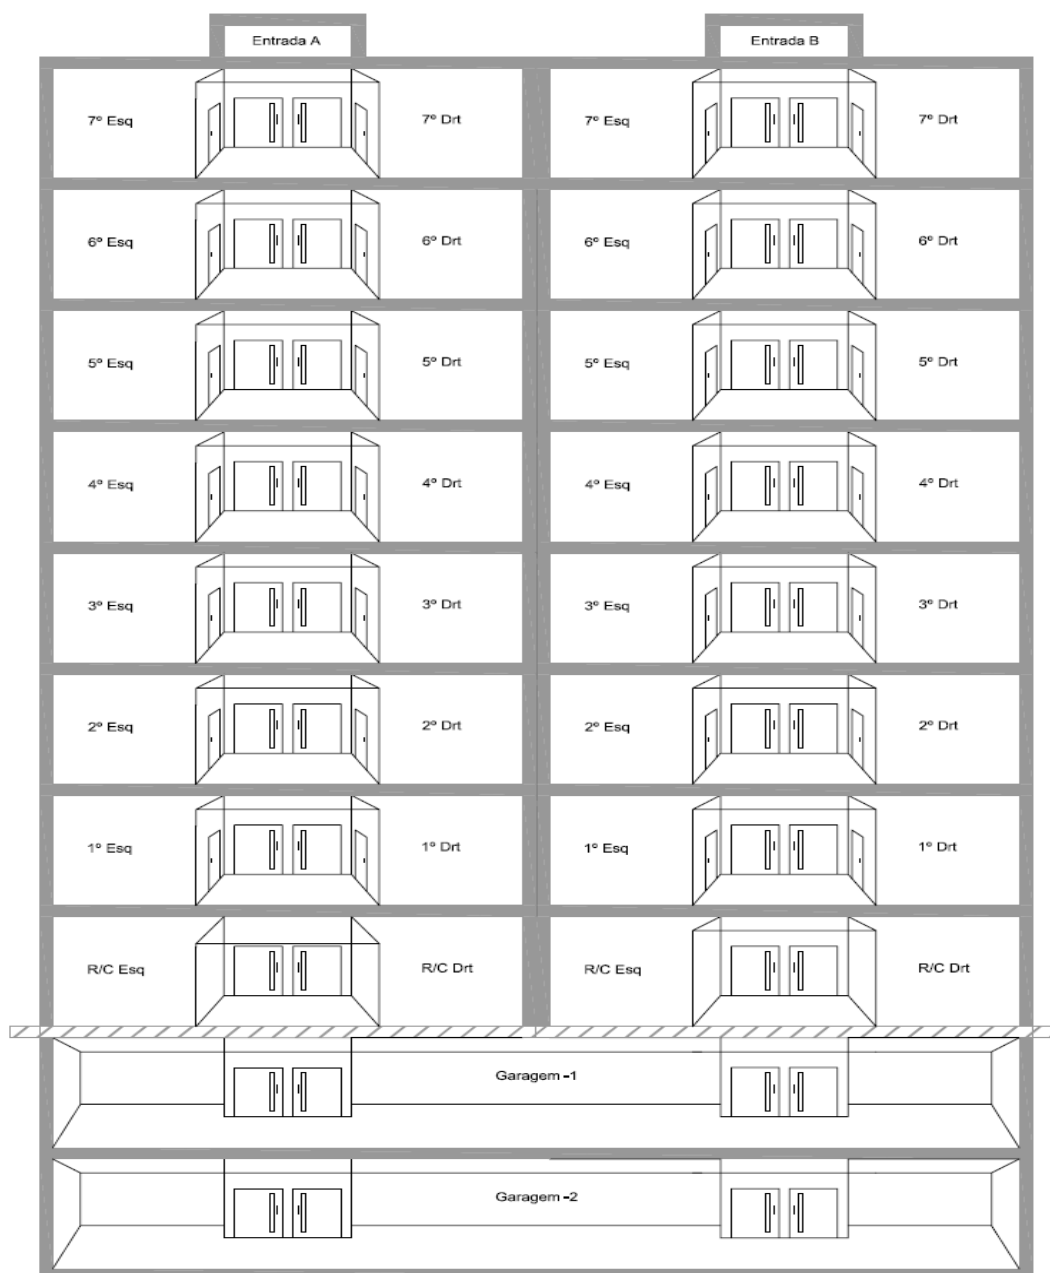 Entrada A
Entrada B
7º Esq
7º Drt
7º Esq
7º Drt
6º Esq
6º Drt
6º Esq
6º Drt
5º Esq
5º Drt
5º Esq
5º Drt
4º Esq
4º Drt
4º Esq
4º Drt
3º Esq
3º Drt
3º Esq
3º Drt
2º Esq
2º Drt
2º Esq
2º Drt
1º Esq
1º Drt
1º Esq
1º Drt
R/C Esq
R/C Drt
R/C Esq
R/C Drt
Garagem -1
Garagem -2